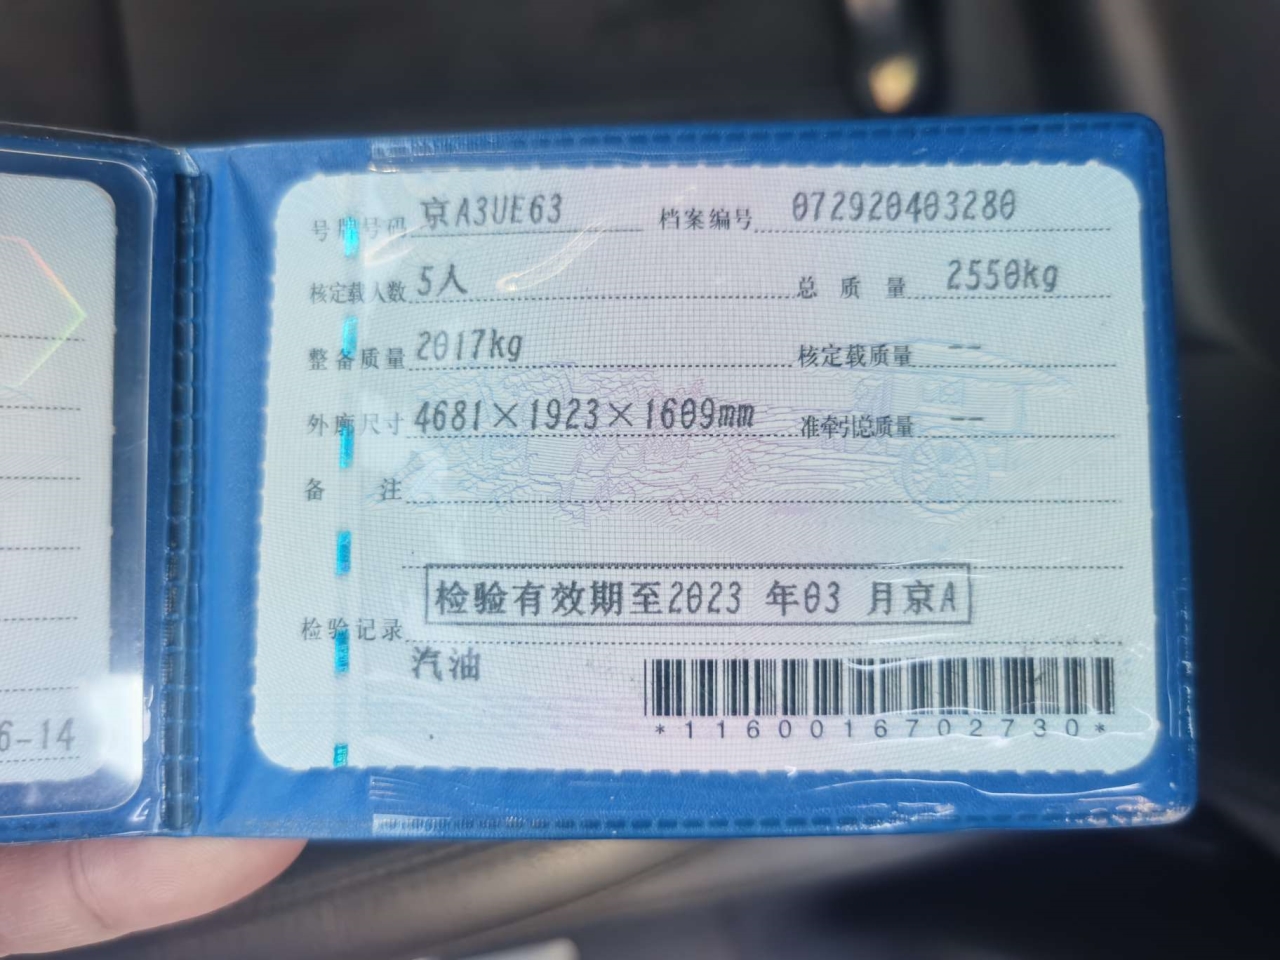 号牌号码 京A3UE63 档案编号 072920403280
核定载人数 5人 总质量 2550kg
整备质量 2017kg 核定载质量 --
外廓尺寸 4681×1923×1609mm 准牵引总质量 --
备注
检验有效期至2023 年03 月京A
检验记录
汽油
*1160016702730*
6-14